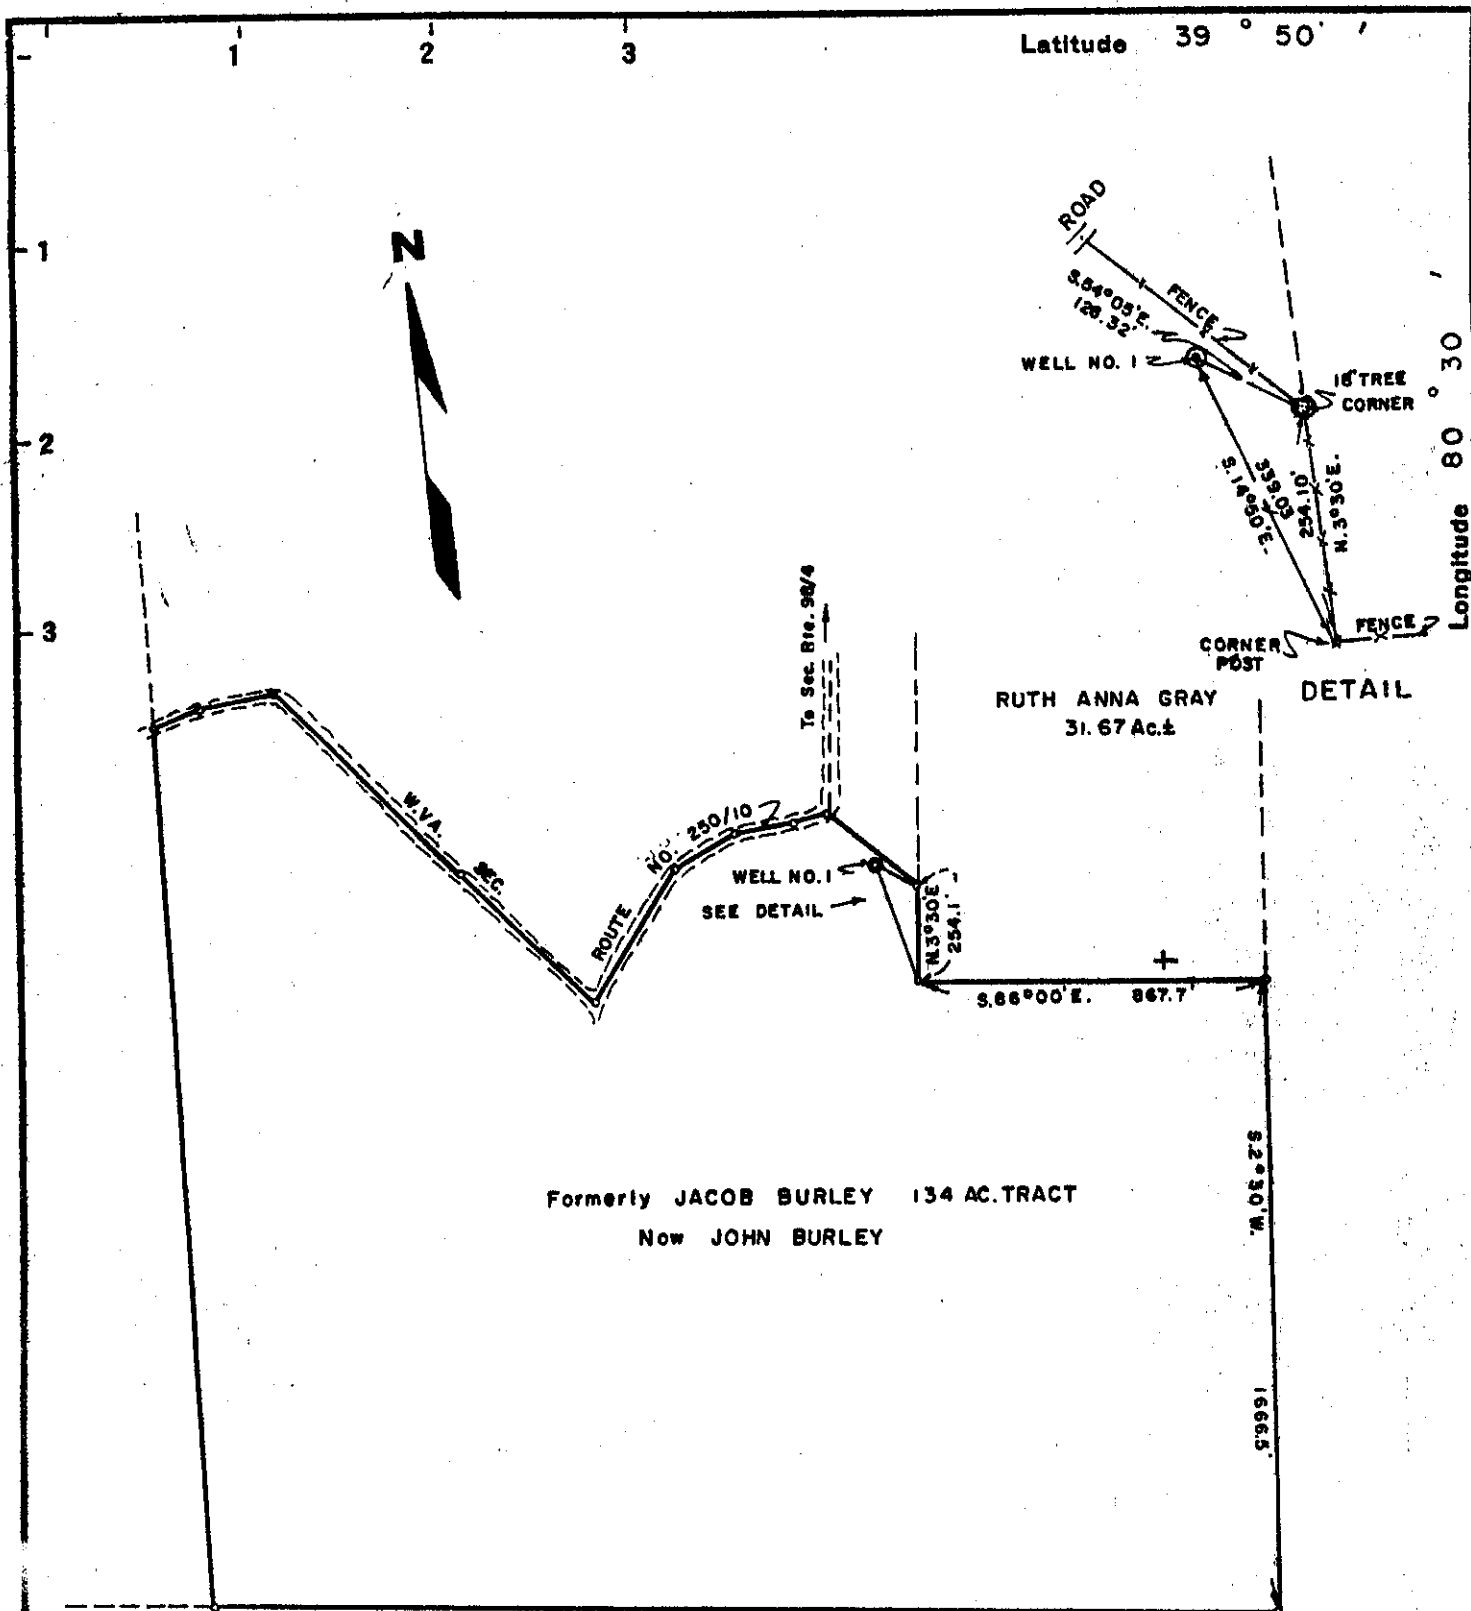 Latitude 39 ° 50' '
1 2 3
N
1
2
3
ROAD
FENCE
S.54°05'E.
126.32'
WELL NO. 1
18" TREE
CORNER
339.03
S.14°50'E.
254.10'
N.3°30'E.
Longitude 80 ° 30 '
CORNER
POST
FENCE
DETAIL
To Sec. Rte. 98/4
RUTH ANNA GRAY
31.67 Ac.±
W.VA.
SEC.
ROUTE
NO. 250/10
WELL NO. 1
SEE DETAIL
N.3°30'E
254.1'
S.86°00'E. 867.7'
S.2°30'W.
1666.5'
Formerly JACOB BURLEY 134 AC. TRACT
Now JOHN BURLEY